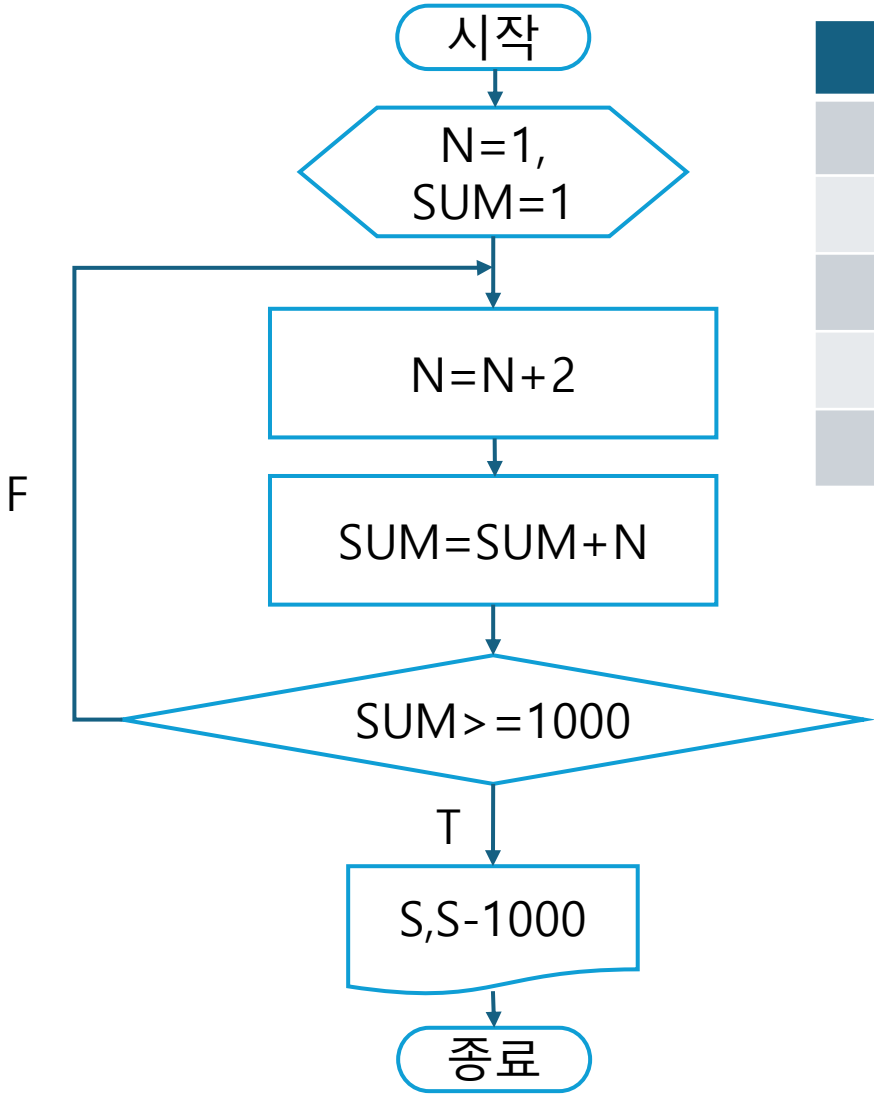 시작
N=1,
SUM=1
N=N+2
SUM=SUM+N
F
SUM>=1000
T
S,S-1000
종료